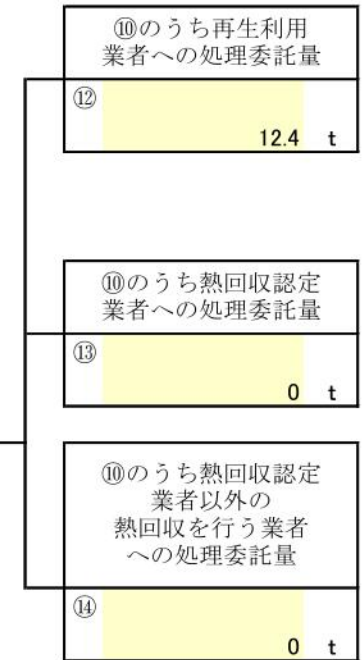 ⑩のうち再生利用
業者への処理委託量
⑫
12.4 t
⑩のうち熱回収認定
業者への処理委託量
⑬
0 t
⑩のうち熱回収認定
業者以外の
熱回収を行う業者
への処理委託量
⑭
0 t